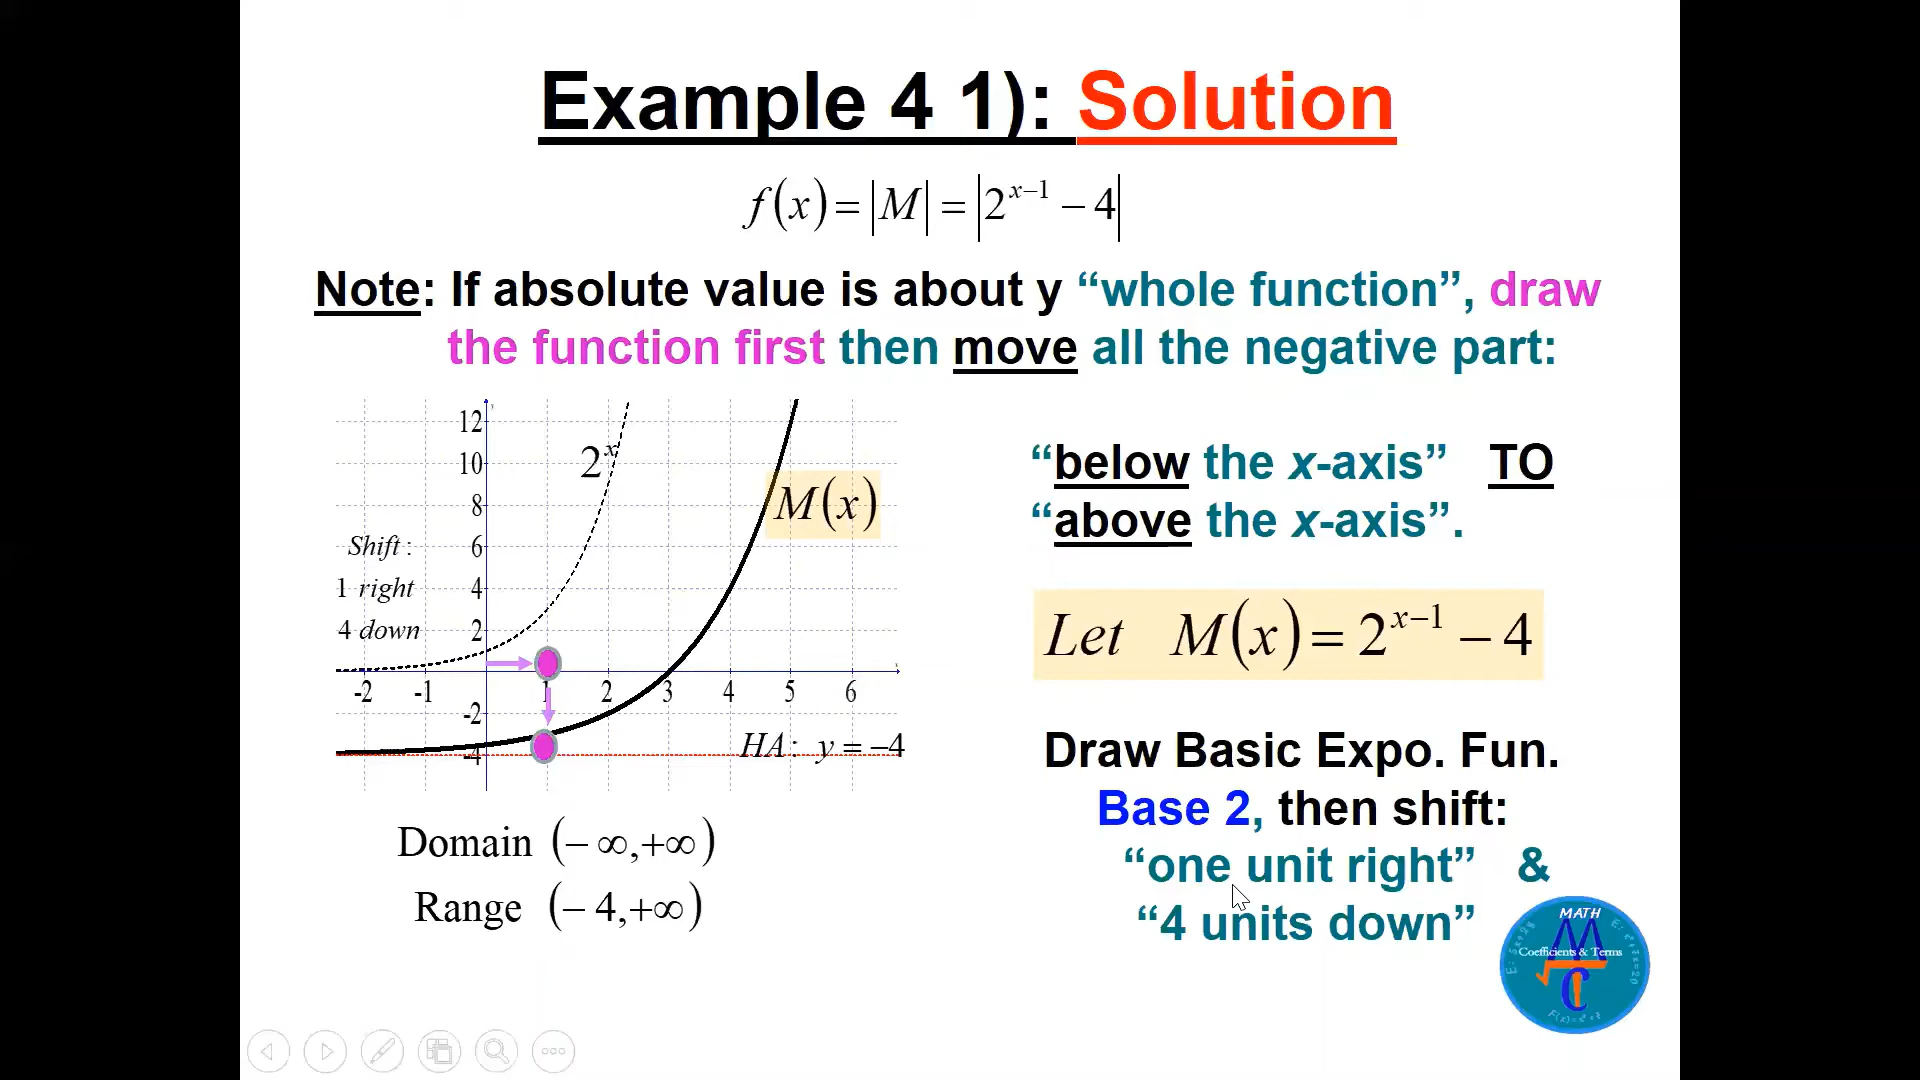 Example 4 1): Solution
f(x) = |M| = |2^{x-1} - 4|
Note: If absolute value is about y “whole function”, draw
the function first then move all the negative part:
“below the x-axis” TO
“above the x-axis”.
12
10
8
6
4
2
-2
-4
-2 -1 1 2 3 4 5 6
2^x
M(x)
Shift :
1 right
4 down
HA : y = -4
Let M(x) = 2^{x-1} - 4
Draw Basic Expo. Fun.
Base 2, then shift:
“one unit right” &
“4 units down”
Domain (-∞,+∞)
Range (-4,+∞)
MATH
Coefficients & Terms